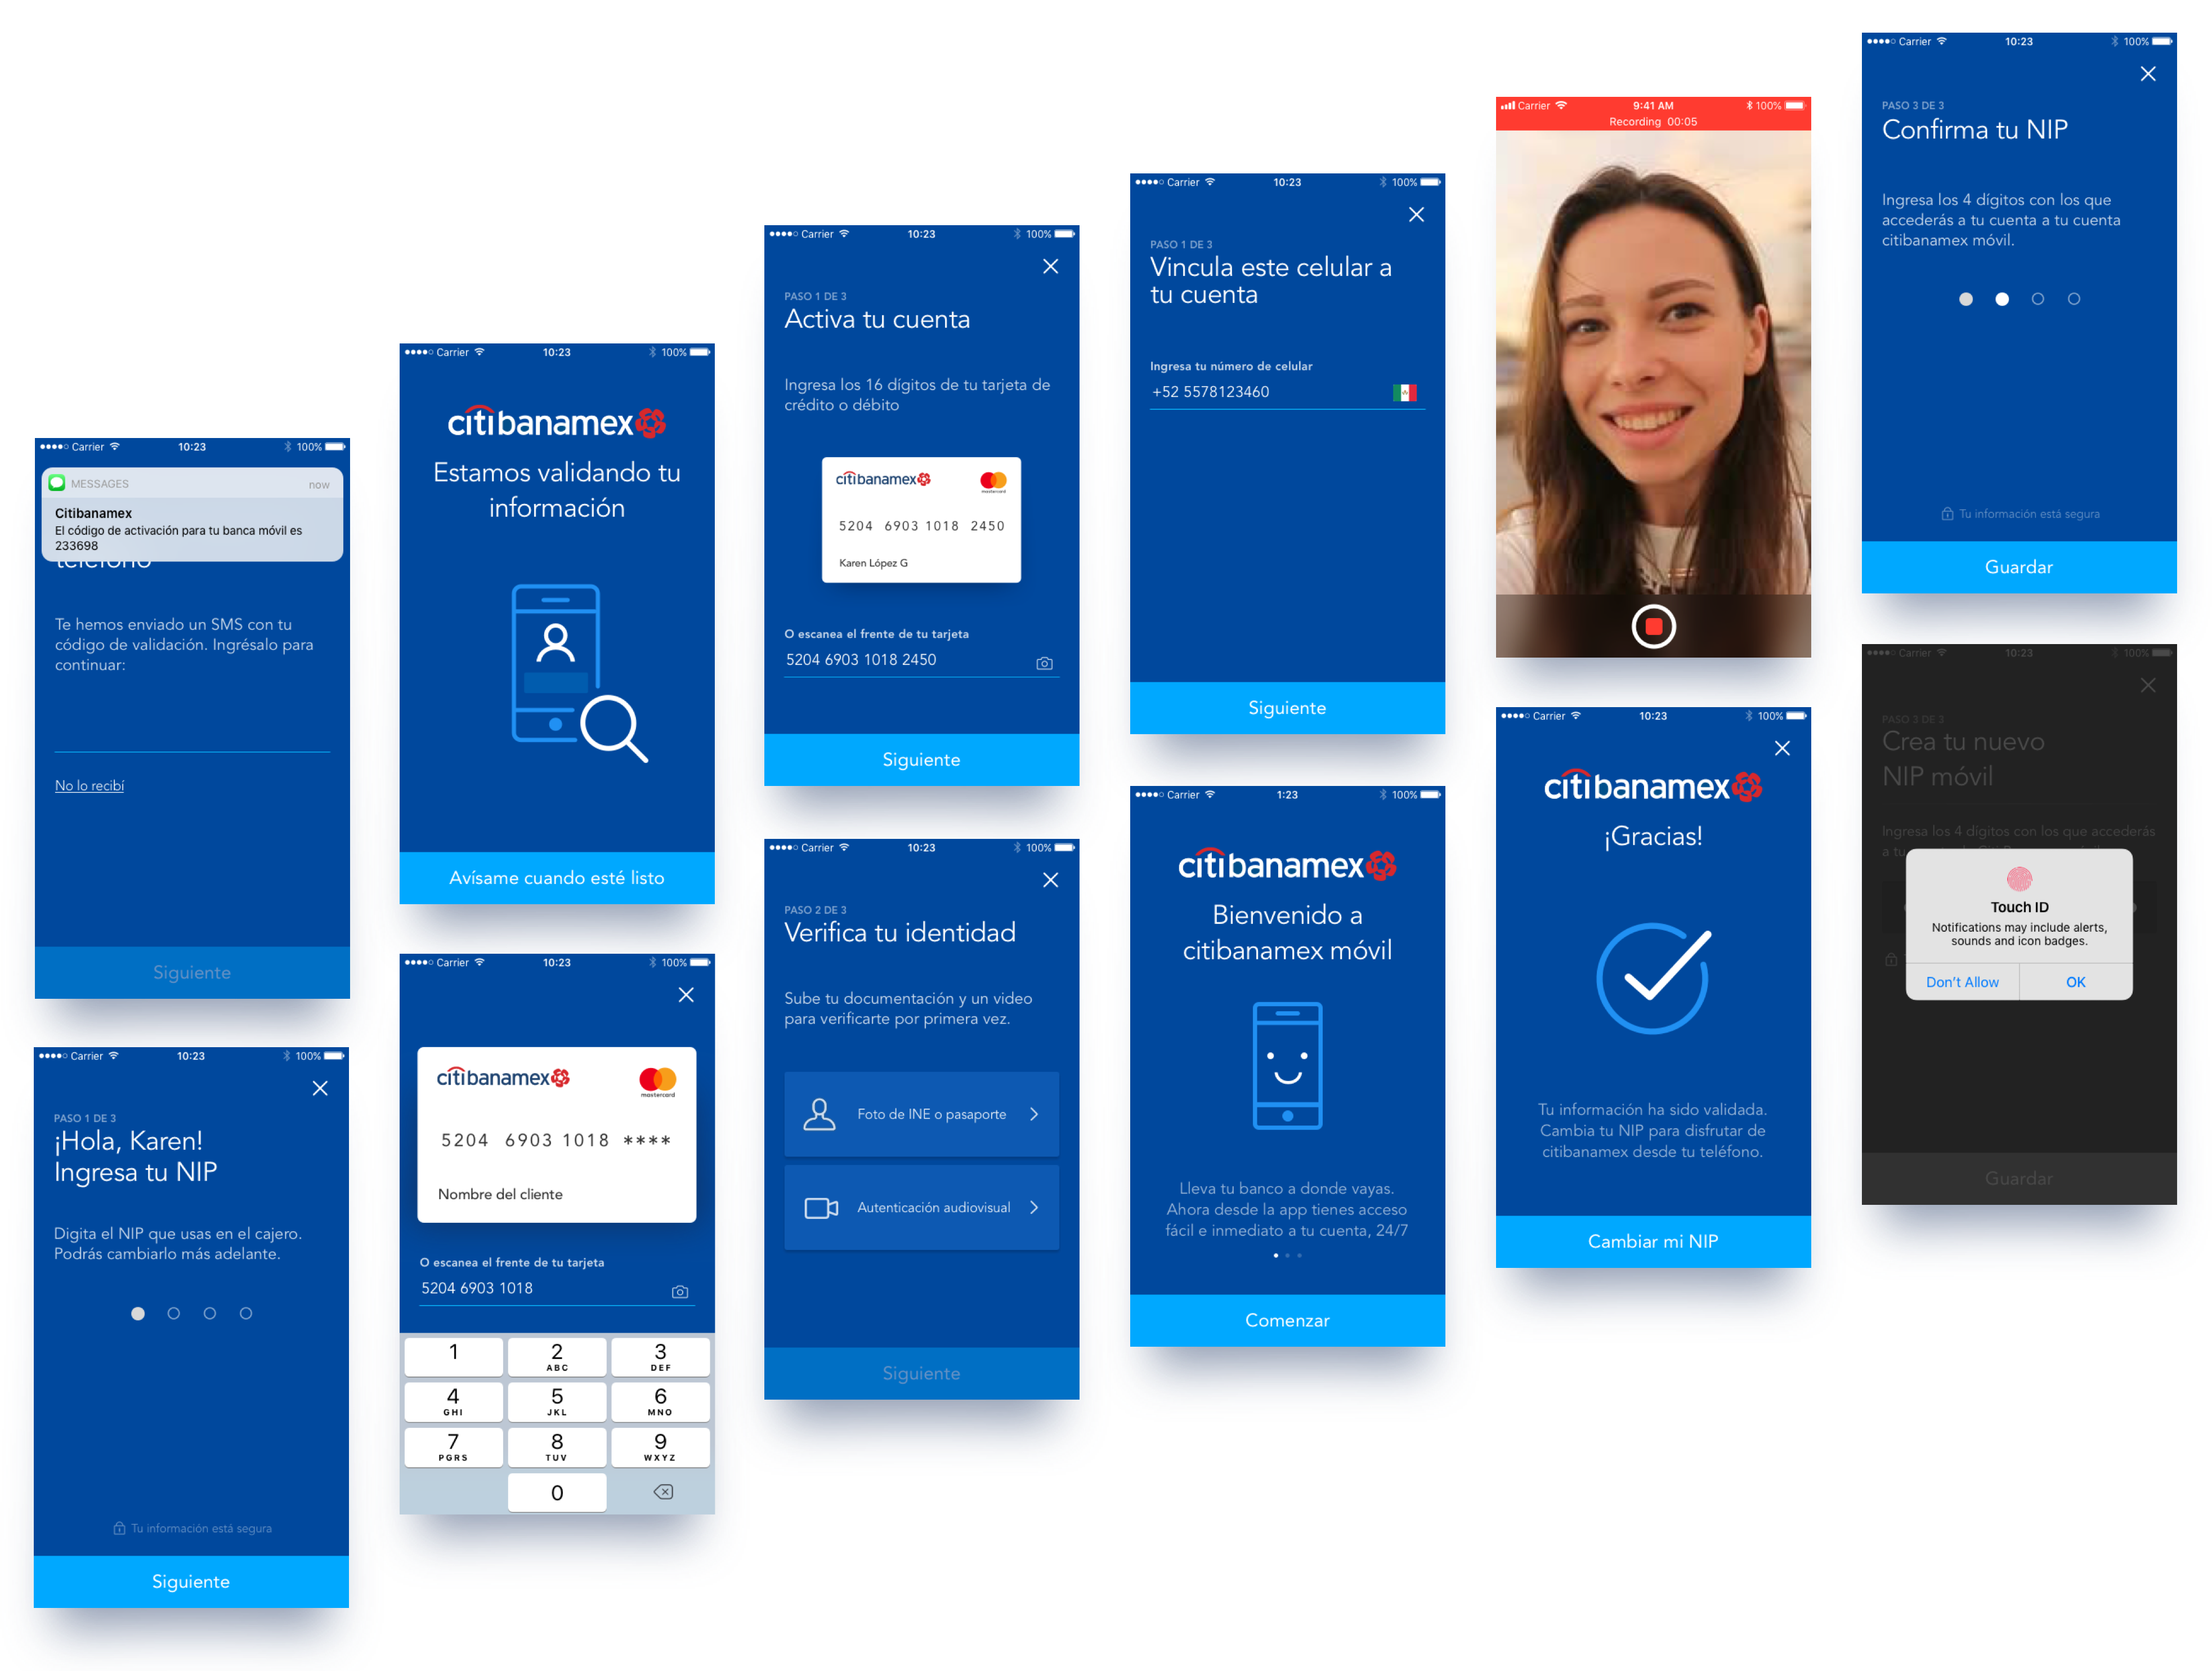 Carrier 10:23 100%
MESSAGES now
Citibanamex
El código de activación para tu banca móvil es
233698
teléfono
Te hemos enviado un SMS con tu
código de validación. Ingrésalo para
continuar:
No lo recibí
Siguiente
Carrier 10:23 100%
PASO 1 DE 3
¡Hola, Karen!
Ingresa tu NIP
Digita el NIP que usas en el cajero.
Podrás cambiarlo más adelante.
Tu información está segura
Siguiente
Carrier 10:23 100%
citibanamex
Estamos validando tu
información
Avísame cuando esté listo
Carrier 10:23 100%
citibanamex
mastercard
5204 6903 1018 ****
Nombre del cliente
O escanea el frente de tu tarjeta
5204 6903 1018
1 2 3
ABC DEF
4 5 6
GHI JKL MNO
7 8 9
PGRS TUV WXYZ
0
Carrier 10:23 100%
PASO 1 DE 3
Activa tu cuenta
Ingresa los 16 dígitos de tu tarjeta de
crédito o débito
citibanamex
mastercard
5204 6903 1018 2450
Karen López G
O escanea el frente de tu tarjeta
5204 6903 1018 2450
Siguiente
Carrier 10:23 100%
PASO 2 DE 3
Verifica tu identidad
Sube tu documentación y un video
para verificarte por primera vez.
Foto de INE o pasaporte
Autenticación audiovisual
Siguiente
Carrier 10:23 100%
PASO 1 DE 3
Vincula este celular a
tu cuenta
Ingresa tu número de celular
+52 5578123460
Siguiente
Carrier 1:23 100%
citibanamex
Bienvenido a
citibanamex móvil
Lleva tu banco a donde vayas.
Ahora desde la app tienes acceso
fácil e inmediato a tu cuenta, 24/7
Comenzar
Carrier 9:41 AM 100%
Recording 00:05
Carrier 10:23 100%
citibanamex
¡Gracias!
Tu información ha sido validada.
Cambia tu NIP para disfrutar de
citibanamex desde tu teléfono.
Cambiar mi NIP
Carrier 10:23 100%
PASO 3 DE 3
Confirma tu NIP
Ingresa los 4 dígitos con los que
accederás a tu cuenta a tu cuenta
citibanamex móvil.
Tu información está segura
Guardar
Carrier 10:23 100%
PASO 3 DE 3
Crea tu nuevo
NIP móvil
Ingresa los 4 digitos con los que accederás
a tu
Touch ID
Notifications may include alerts,
sounds and icon badges.
Don't Allow OK
Guardar